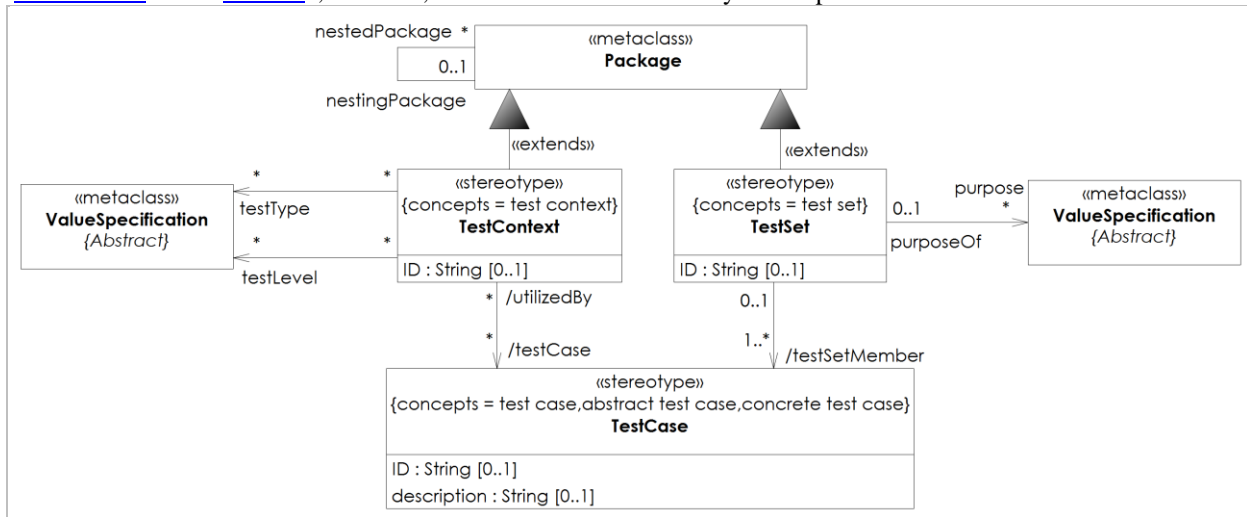 nestedPackage *
0..1
nestingPackage
«metaclass»
Package
«extends»
«extends»
«metaclass»
ValueSpecification
{Abstract}
* *
testType
* *
testLevel
«stereotype»
{concepts = test context}
TestContext
ID : String [0..1]
«stereotype»
{concepts = test set}
TestSet
ID : String [0..1]
purpose
0..1 *
purposeOf
«metaclass»
ValueSpecification
{Abstract}
* /utilizedBy
* /testCase
0..1
1..*
/testSetMember
«stereotype»
{concepts = test case,abstract test case,concrete test case}
TestCase
ID : String [0..1]
description : String [0..1]